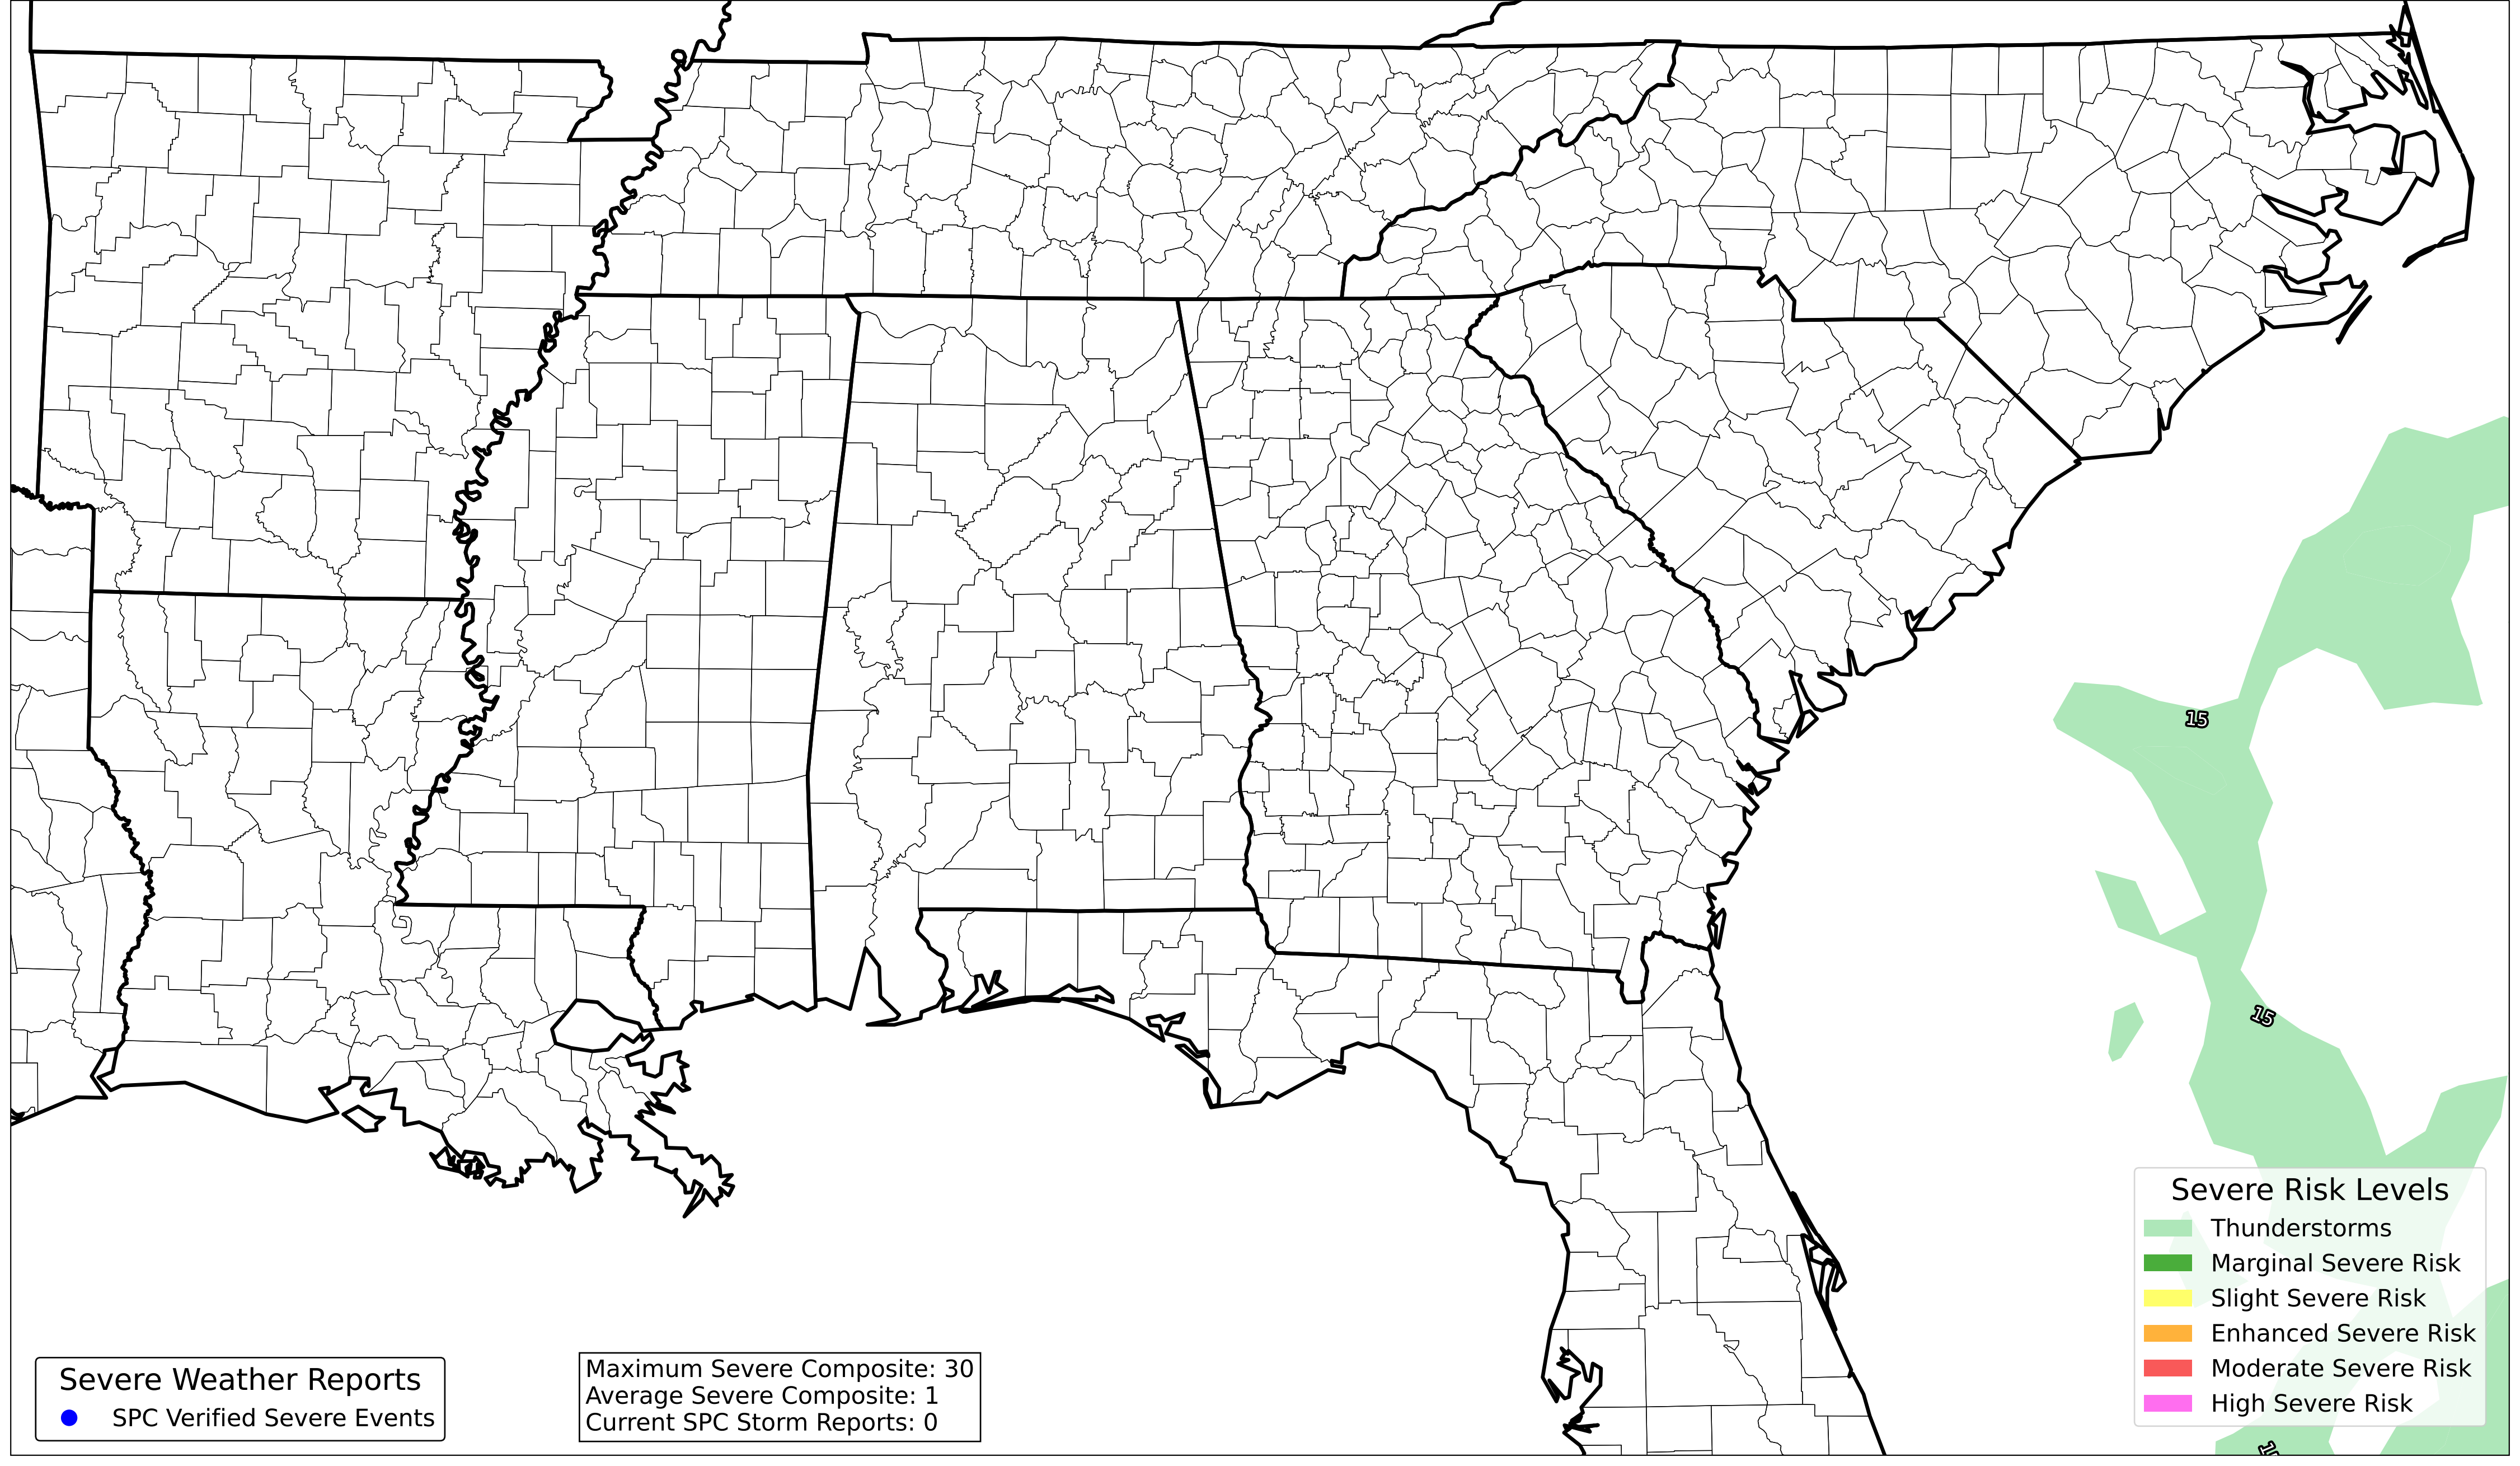 15
15
Severe Risk Levels
Thunderstorms
Marginal Severe Risk
Slight Severe Risk
Enhanced Severe Risk
Moderate Severe Risk
High Severe Risk
Severe Weather Reports
SPC Verified Severe Events
Maximum Severe Composite: 30
Average Severe Composite: 1
Current SPC Storm Reports: 0